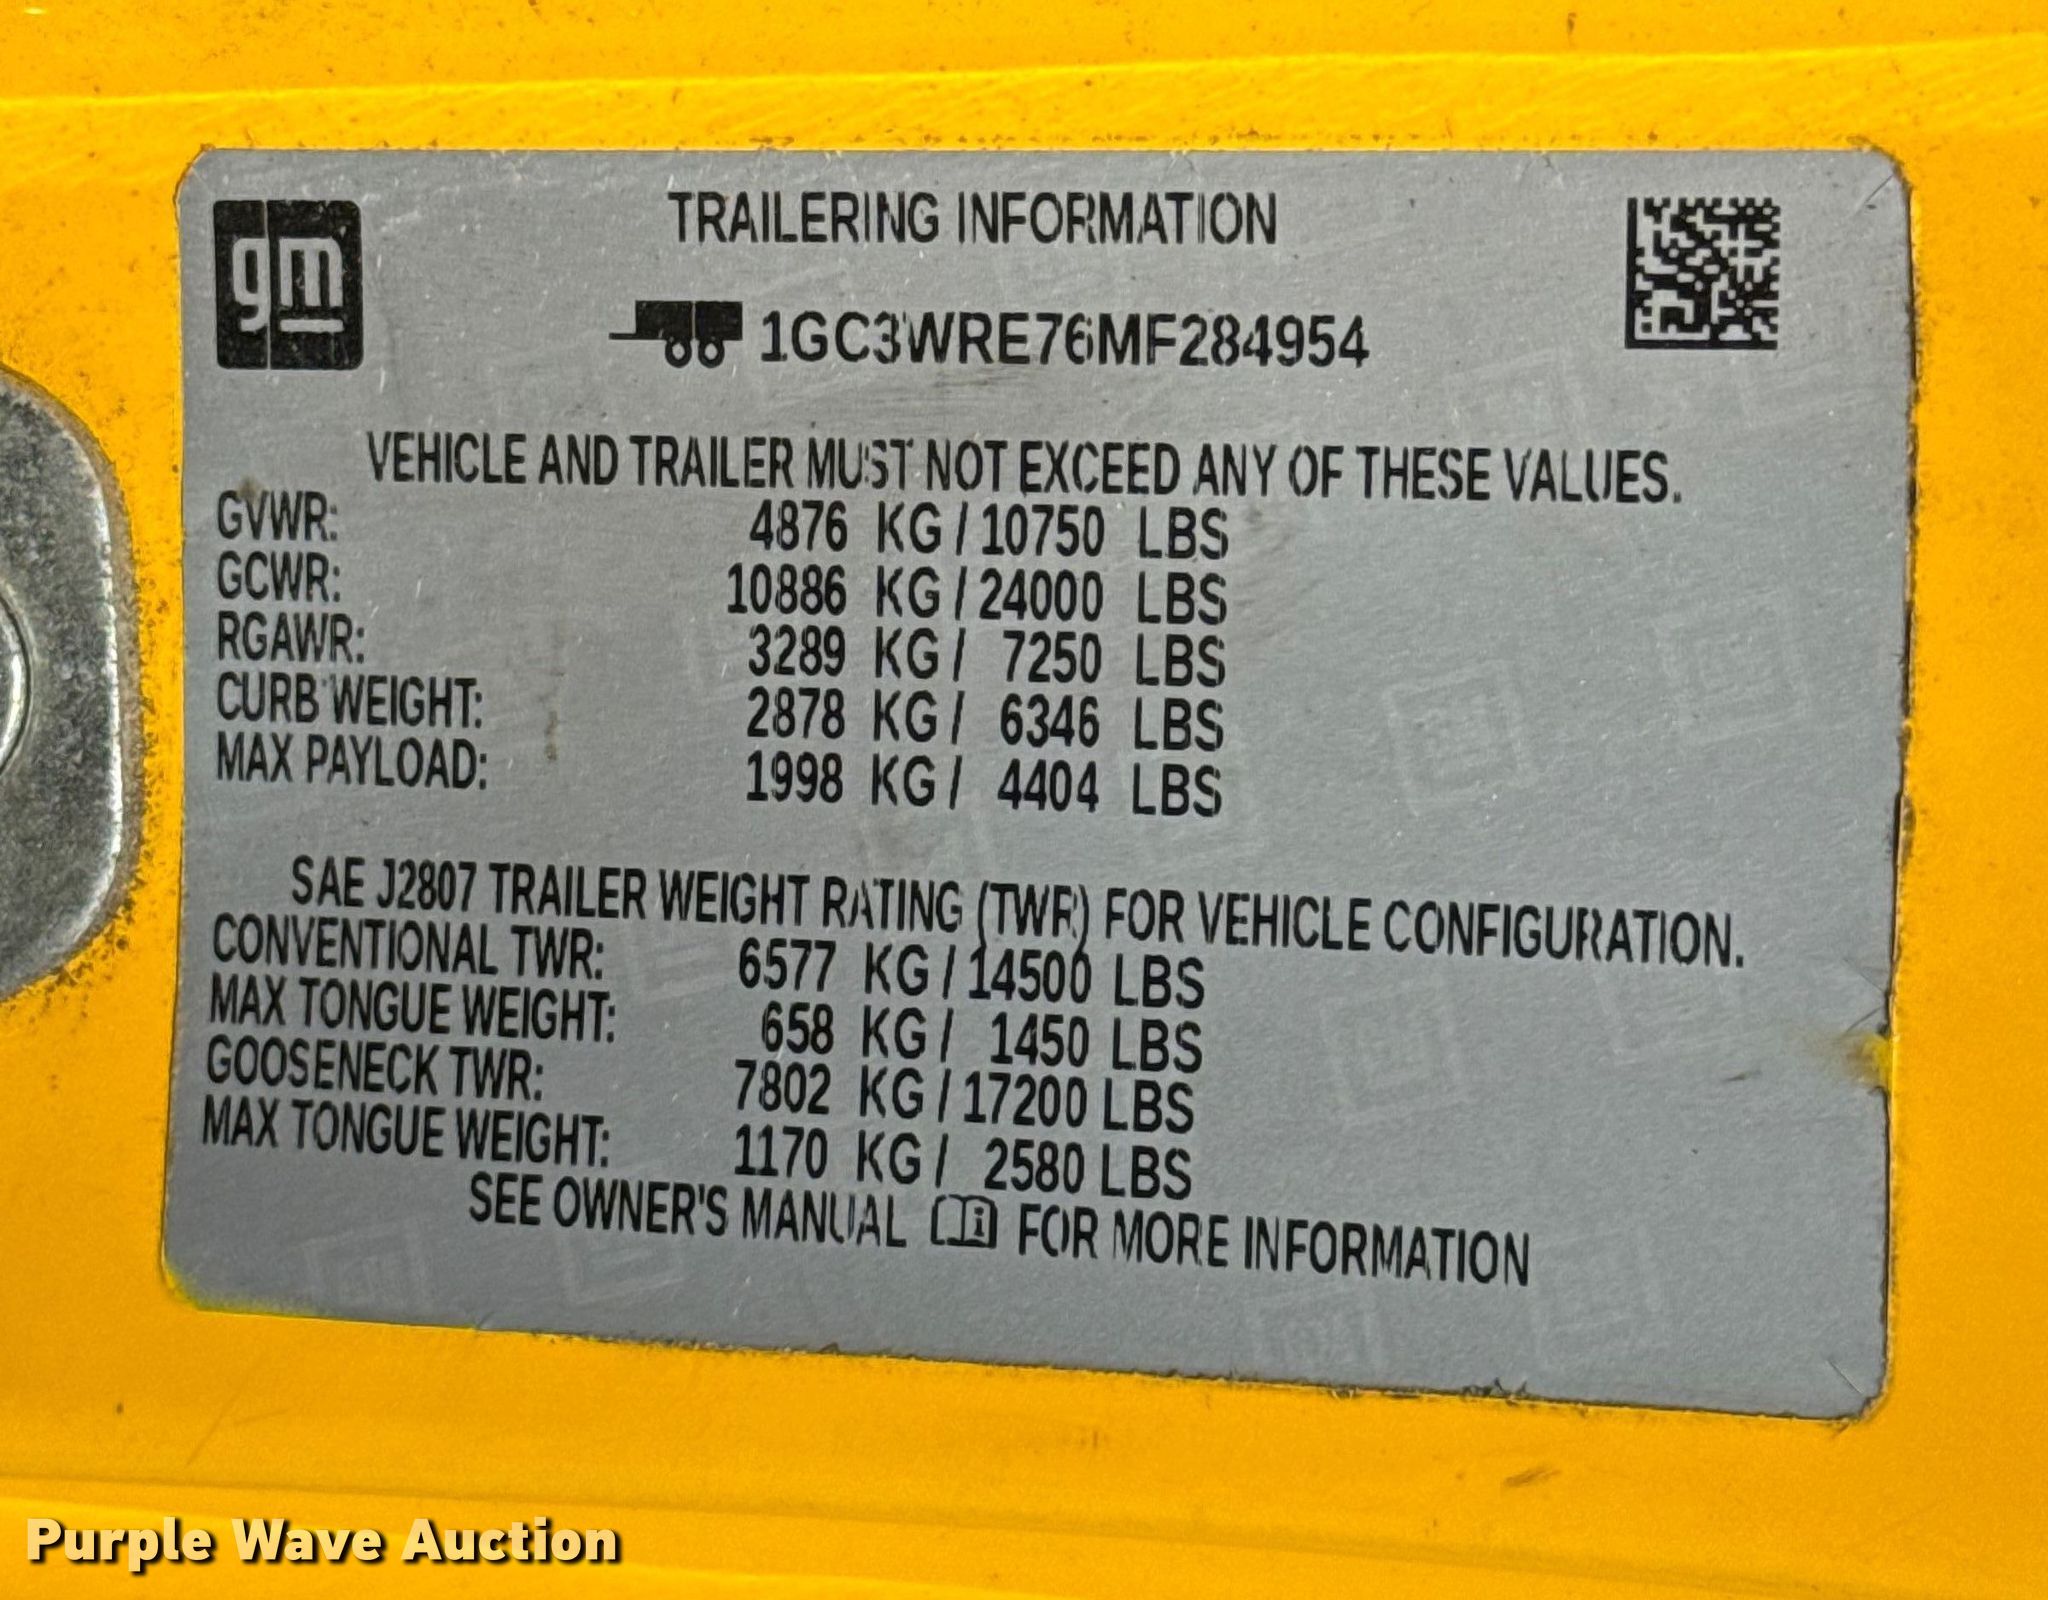 gm
TRAILERING INFORMATION
1GC3WRE76MF284954
VEHICLE AND TRAILER MUST NOT EXCEED ANY OF THESE VALUES.
GVWR: 4876 KG / 10750 LBS
GCWR: 10886 KG / 24000 LBS
RGAWR: 3289 KG / 7250 LBS
CURB WEIGHT: 2878 KG / 6346 LBS
MAX PAYLOAD: 1998 KG / 4404 LBS
SAE J2807 TRAILER WEIGHT RATING (TWR) FOR VEHICLE CONFIGURATION.
CONVENTIONAL TWR: 6577 KG / 14500 LBS
MAX TONGUE WEIGHT: 658 KG / 1450 LBS
GOOSENECK TWR: 7802 KG / 17200 LBS
MAX TONGUE WEIGHT: 1170 KG / 2580 LBS
SEE OWNER'S MANUAL FOR MORE INFORMATION
Purple Wave Auction